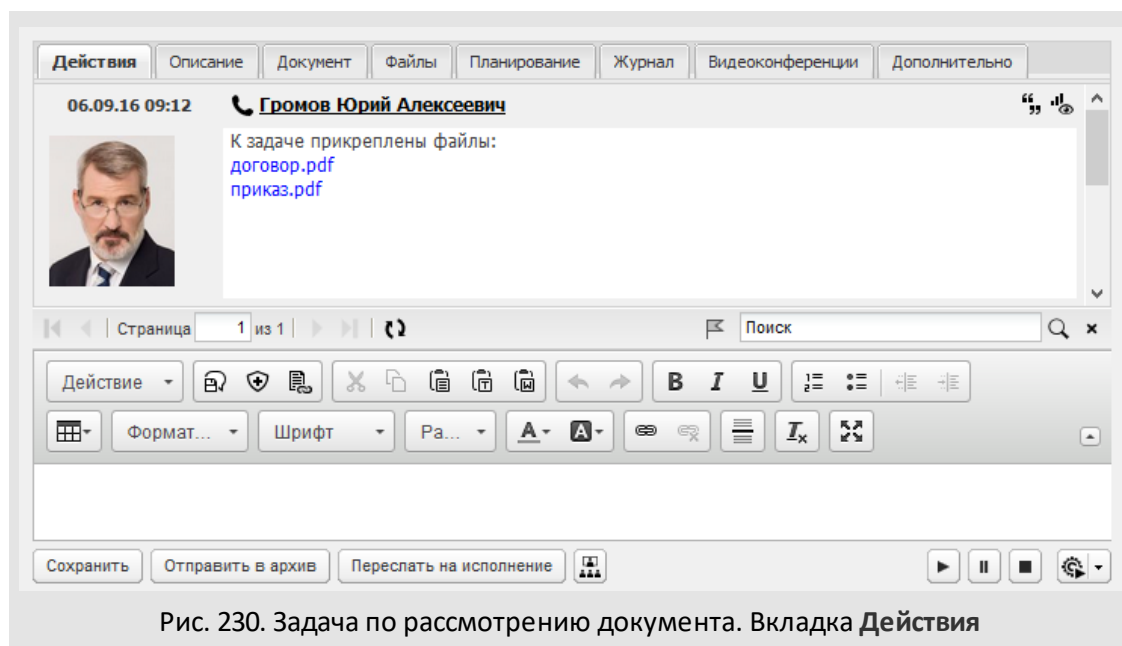 Действия Описание Документ Файлы Планирование Журнал Видеоконференции Дополнительно
06.09.16 09:12 Громов Юрий Алексеевич
К задаче прикреплены файлы:
договор.pdf
приказ.pdf
Страница 1 из 1 Поиск
Действие B I U
Формат... Шрифт Ра... A A Ix
Сохранить Отправить в архив Переслать на исполнение
Рис. 230. Задача по рассмотрению документа. Вкладка Действия